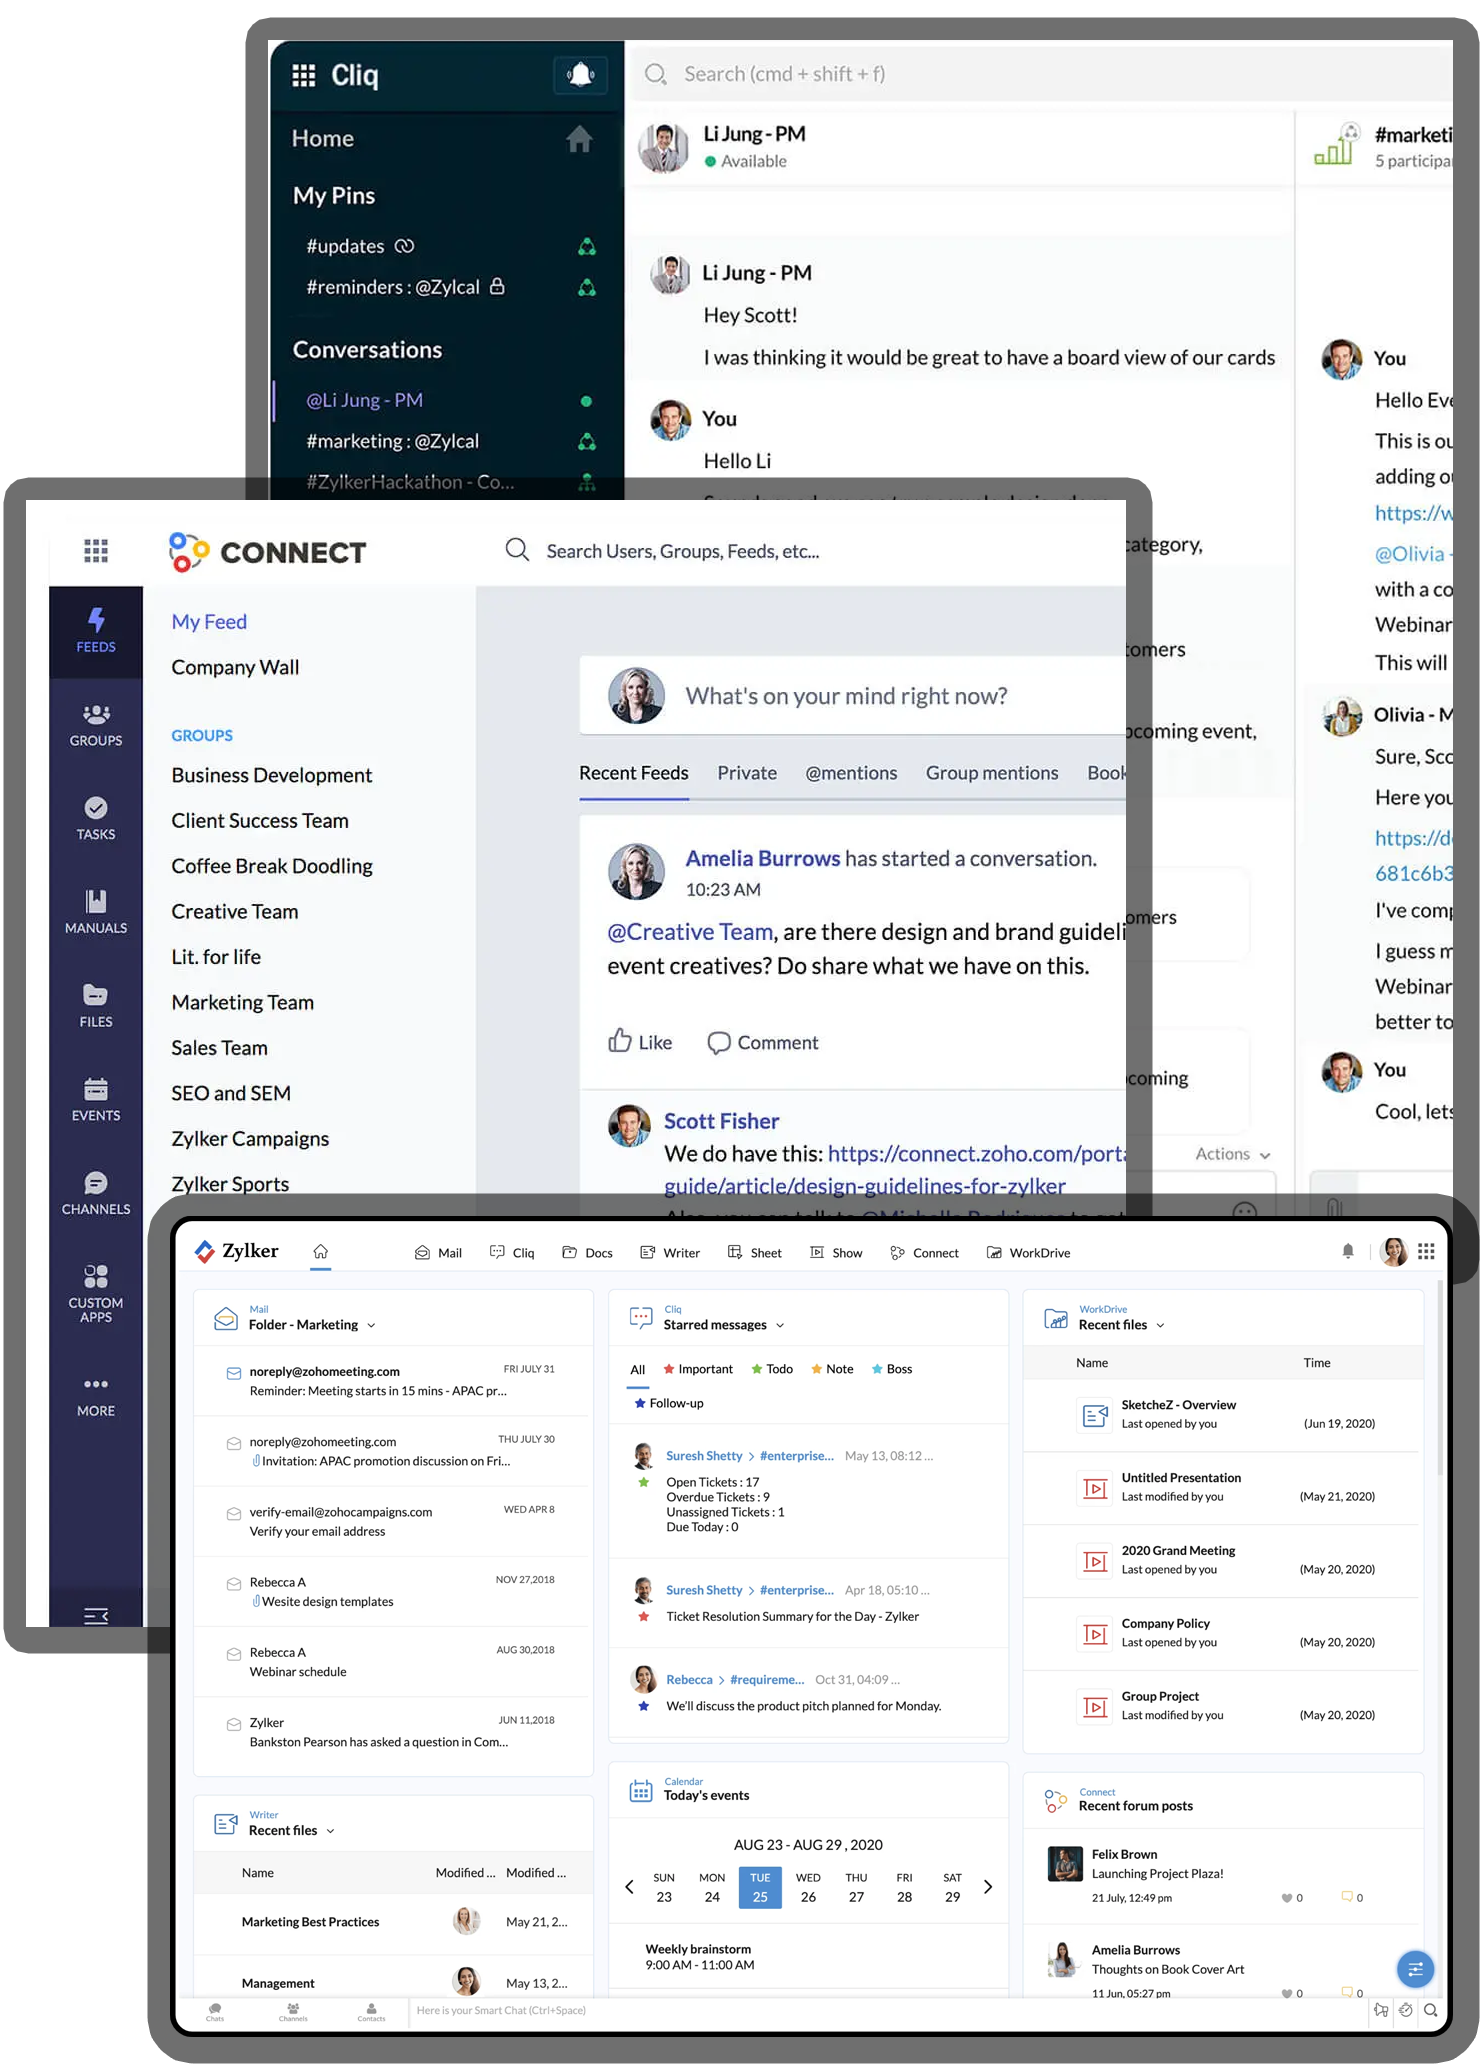 Cliq
Search (cmd + shift + f)
Home
My Pins
#updates
#reminders : @Zylcal
Conversations
@Li Jung - PM
#marketing : @Zylcal
#ZylkerHackathon - Co...
Li Jung - PM
Available
Li Jung - PM
Hey Scott!
I was thinking it would be great to have a board view of our cards
You
Hello Li
category,
coming event,
coming
Actions
#marketi
5 participa
You
Hello Eve
This is ou
adding o
https://w
@Olivia -
with a co
Webinar
This will
Olivia - M
Sure, Sco
Here you
https://d
681c6b3
I've comp
I guess m
Webinar
better to
You
Cool, lets
CONNECT
Search Users, Groups, Feeds, etc...
FEEDS
GROUPS
TASKS
MANUALS
FILES
EVENTS
CHANNELS
CUSTOM
APPS
MORE
My Feed
Company Wall
GROUPS
Business Development
Client Success Team
Coffee Break Doodling
Creative Team
Lit. for life
Marketing Team
Sales Team
SEO and SEM
Zylker Campaigns
Zylker Sports
What's on your mind right now?
Recent Feeds Private @mentions Group mentions Book
Amelia Burrows has started a conversation.
10:23 AM
@Creative Team, are there design and brand guideli
event creatives? Do share what we have on this.
Like Comment
Scott Fisher
We do have this: https://connect.zoho.com/port
guide/article/design-guidelines-for-zylker
Zylker
Mail Cliq Docs Writer Sheet Show Connect WorkDrive
Mail
Folder - Marketing
noreply@zohomeeting.com FRI JULY 31
Reminder: Meeting starts in 15 mins - APAC pr...
noreply@zohomeeting.com THU JULY 30
Invitation: APAC promotion discussion on Fri...
verify-email@zohocampaigns.com WED APR 8
Verify your email address
Rebecca A NOV 27,2018
Wesite design templates
Rebecca A AUG 30,2018
Webinar schedule
Zylker JUN 11,2018
Bankston Pearson has asked a question in Com...
Writer
Recent files
Name Modified ... Modified ...
Marketing Best Practices May 21, 2...
Management May 13, 2...
Cliq
Starred messages
All Important Todo Note Boss
Follow-up
Suresh Shetty > #enterprise... May 13, 08:12 ...
Open Tickets : 17
Overdue Tickets : 9
Unassigned Tickets : 1
Due Today : 0
Suresh Shetty > #enterprise... Apr 18, 05:10 ...
Ticket Resolution Summary for the Day - Zylker
Rebecca > #requireme... Oct 31, 04:09 ...
We'll discuss the product pitch planned for Monday.
Calendar
Today's events
AUG 23 - AUG 29 , 2020
SUN MON TUE WED THU FRI SAT
23 24 25 26 27 28 29
Weekly brainstorm
9:00 AM - 11:00 AM
WorkDrive
Recent files
Name Time
SketcheZ - Overview
Last opened by you (Jun 19, 2020)
Untitled Presentation
Last modified by you (May 21, 2020)
2020 Grand Meeting
Last opened by you (May 20, 2020)
Company Policy
Last opened by you (May 20, 2020)
Group Project
Last modified by you (May 20, 2020)
Connect
Recent forum posts
Felix Brown
Launching Project Plaza!
21 July, 12:49 pm 0 0
Amelia Burrows
Thoughts on Book Cover Art
11 Jun, 05:27 pm 0 0
Chats Channels Contacts Here is your Smart Chat (Ctrl+Space)